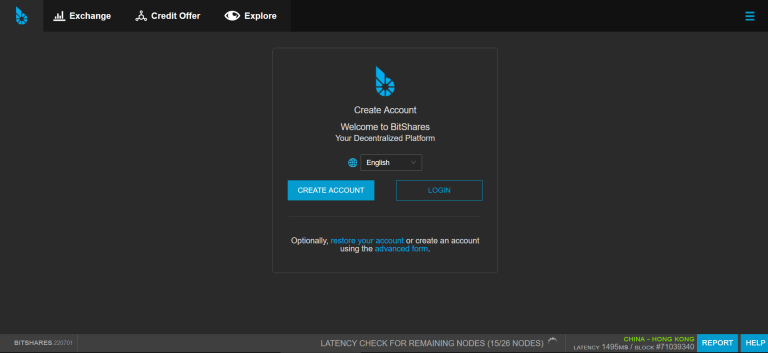 Exchange
Credit Offer
Explore
Create Account
Welcome to BitShares
Your Decentralized Platform
English
CREATE ACCOUNT
LOGIN
Optionally, restore your account or create an account
using the advanced form.
BITSHARES 220701
LATENCY CHECK FOR REMAINING NODES (15/26 NODES)
CHINA - HONG KONG
LATENCY 1495MS / BLOCK #71039340
REPORT
HELP